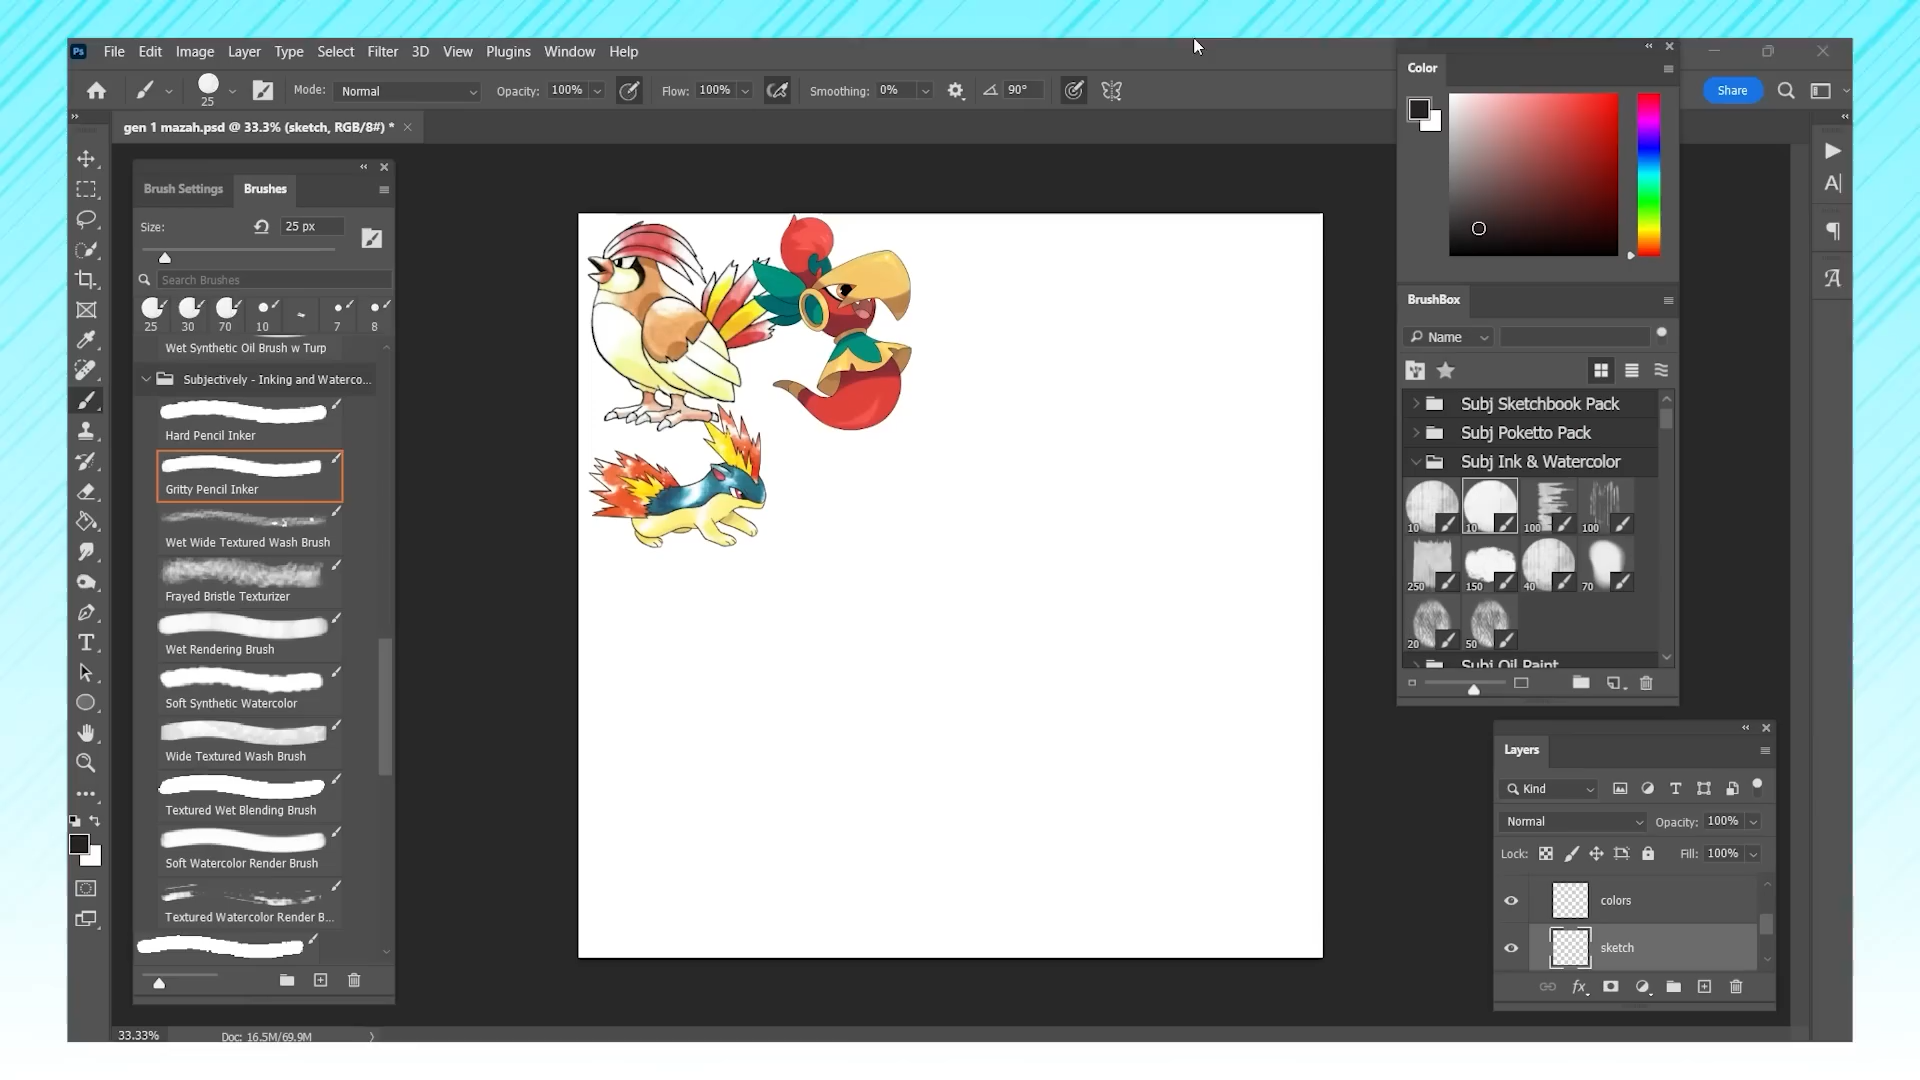 Ps File Edit Image Layer Type Select Filter 3D View Plugins Window Help
25 Mode: Normal Opacity: 100% Flow: 100% Smoothing: 0% 90° Share
gen 1 mazah.psd @ 33.3% (sketch, RGB/8#) *
Brush Settings Brushes
Size: 25 px
Search Brushes
25 30 70 10 7 8
Wet Synthetic Oil Brush w Turp
Subjectively - Inking and Waterco...
Hard Pencil Inker
Gritty Pencil Inker
Wet Wide Textured Wash Brush
Frayed Bristle Texturizer
Wet Rendering Brush
Soft Synthetic Watercolor
Wide Textured Wash Brush
Textured Wet Blending Brush
Soft Watercolor Render Brush
Textured Watercolor Render B...
33.33% Doc: 16.5M/69.9M
Color
BrushBox
Name
Subj Sketchbook Pack
Subj Poketto Pack
Subj Ink & Watercolor
10 10 100 100
250 150 40 70
20 50
Subj Oil Paint
Layers
Kind
Normal Opacity: 100%
Lock: Fill: 100%
colors
sketch